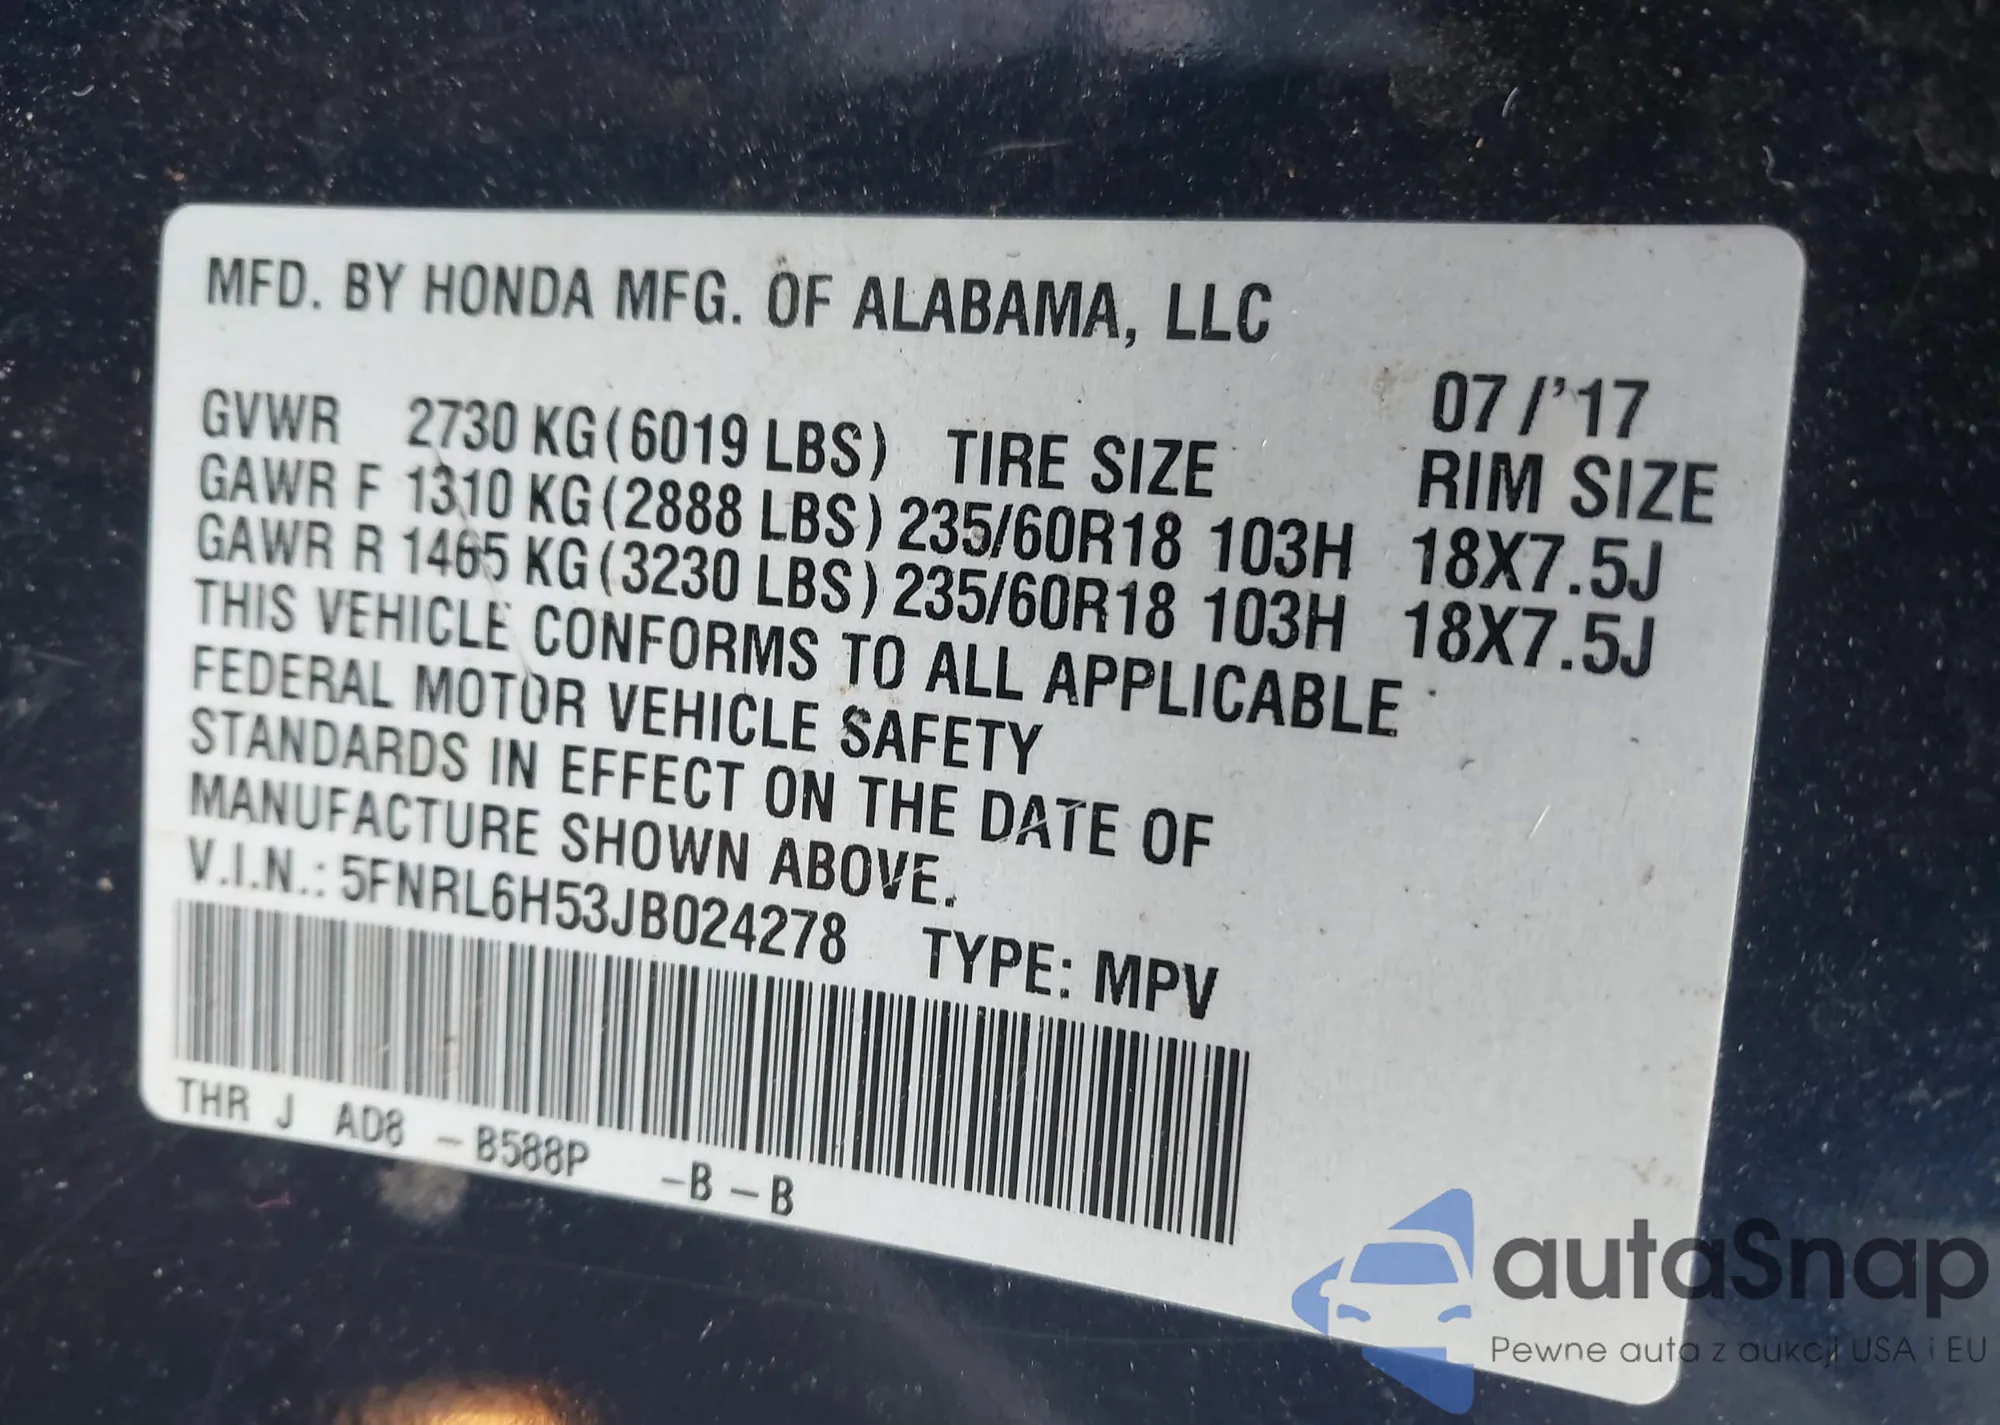 MFD. BY HONDA MFG. OF ALABAMA, LLC
07/'17
GVWR 2730 KG(6019 LBS) TIRE SIZE RIM SIZE
GAWR F 1310 KG(2888 LBS) 235/60R18 103H 18X7.5J
GAWR R 1465 KG(3230 LBS) 235/60R18 103H 18X7.5J
THIS VEHICLE CONFORMS TO ALL APPLICABLE
FEDERAL MOTOR VEHICLE SAFETY
STANDARDS IN EFFECT ON THE DATE OF
MANUFACTURE SHOWN ABOVE.
V.I.N.: 5FNRL6H53JB024278 TYPE: MPV
THR J AD8 -B588P -B-B
autaSnap
Pewne auta z aukcji USA i EU